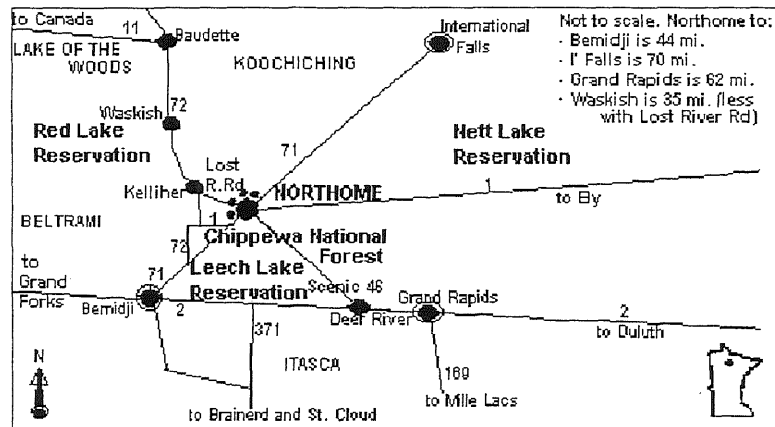 to Canada
11
Baudette
LAKE OF THE
WOODS
KOOCHICHING
International
Falls
Not to scale. Northome to:
· Bemidji is 44 mi.
· I' Falls is 70 mi.
· Grand Rapids is 62 mi.
· Waskish is 35 mi. (less
with Lost River Rd)
Waskish
72
Red Lake
Reservation
71
Nett Lake
Reservation
Lost
R.Rd
Kelliher
NORTHOME
1
to Ely
BELTRAMI
1
72
Chippewa National
Forest
to
Grand
Forks
71
Leech Lake
Reservation
Scenic 46
Grand Rapids
Bemidji
2
Deer River
2
to Duluth
371
ITASCA
N
169
to Mille Lacs
to Brainerd and St. Cloud